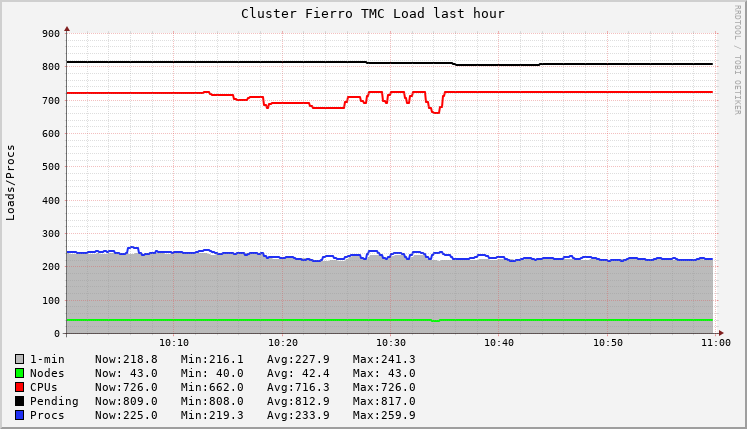 Cluster Fierro TMC Load last hour
RRDTOOL / TOBI OETIKER
Loads/Procs
900
800
700
600
500
400
300
200
100
0
10:10 10:20 10:30 10:40 10:50 11:00
1-min Now:218.8 Min:216.1 Avg:227.9 Max:241.3
Nodes Now: 43.0 Min: 40.0 Avg: 42.4 Max: 43.0
CPUs Now:726.0 Min:662.0 Avg:716.3 Max:726.0
Pending Now:809.0 Min:808.0 Avg:812.9 Max:817.0
Procs Now:225.0 Min:219.3 Avg:233.9 Max:259.9